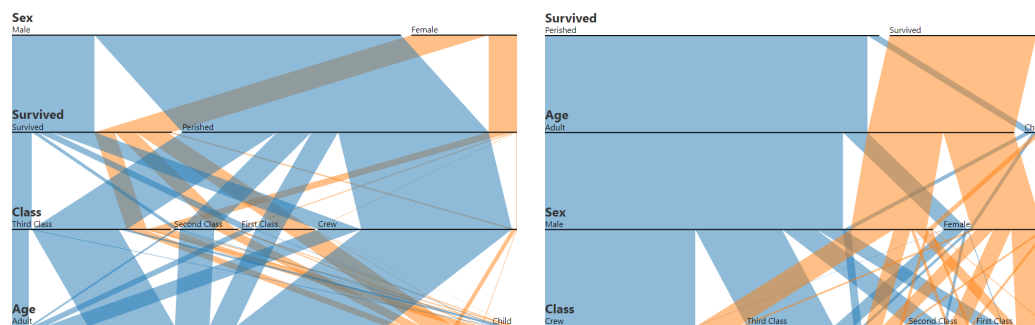 Sex
Male Female
Survived
Survived Perished
Class
Third Class Second Class First Class Crew
Age
Adult Child
Survived
Perished Survived
Age
Adult
Sex
Male Female
Class
Crew Third Class Second Class First Class